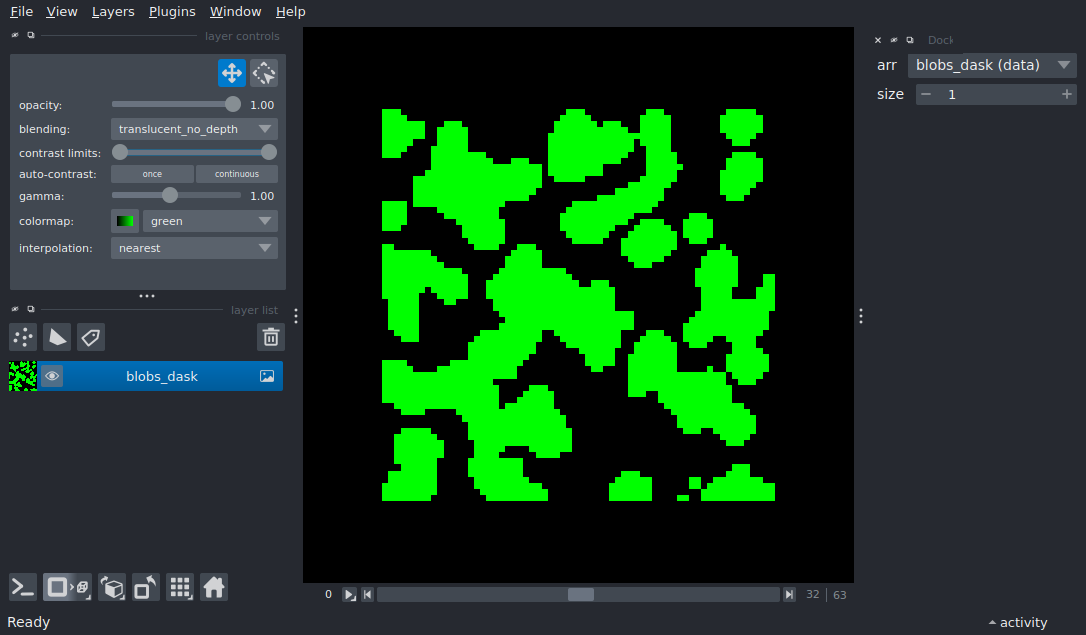 File View Layers Plugins Window Help
layer controls
opacity: 1.00
blending: translucent_no_depth
contrast limits:
auto-contrast: once continuous
gamma: 1.00
colormap: green
interpolation: nearest
layer list
blobs_dask
0 32 63
Ready
activity
Dock
arr blobs_dask (data)
size 1